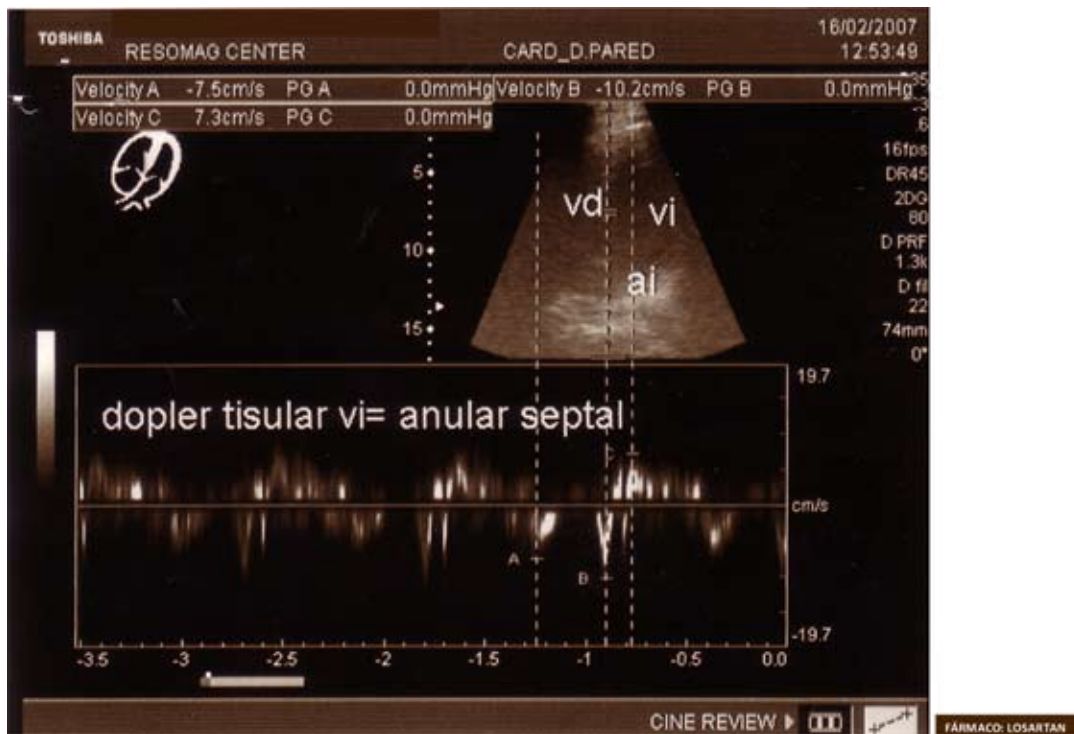 TOSHIBA
RESOMAG CENTER
CARD_D.PARED
16/02/2007
12:53:49
Velocity A -7.5cm/s PG A 0.0mmHg Velocity B -10.2cm/s PG B 0.0mmHg
Velocity C 7.3cm/s PG C 0.0mmHg
16fps
DR45
2DG
80
D PRF
1.3k
D fil
22
74mm
0°
5
10
15
vd
vi
ai
19.7
dopler tisular vi= anular septal
C
cm/s
A
B
-19.7
-3.5 -3 -2.5 -2 -1.5 -1 -0.5 0.0
CINE REVIEW
FÁRMACO: LOSARTAN